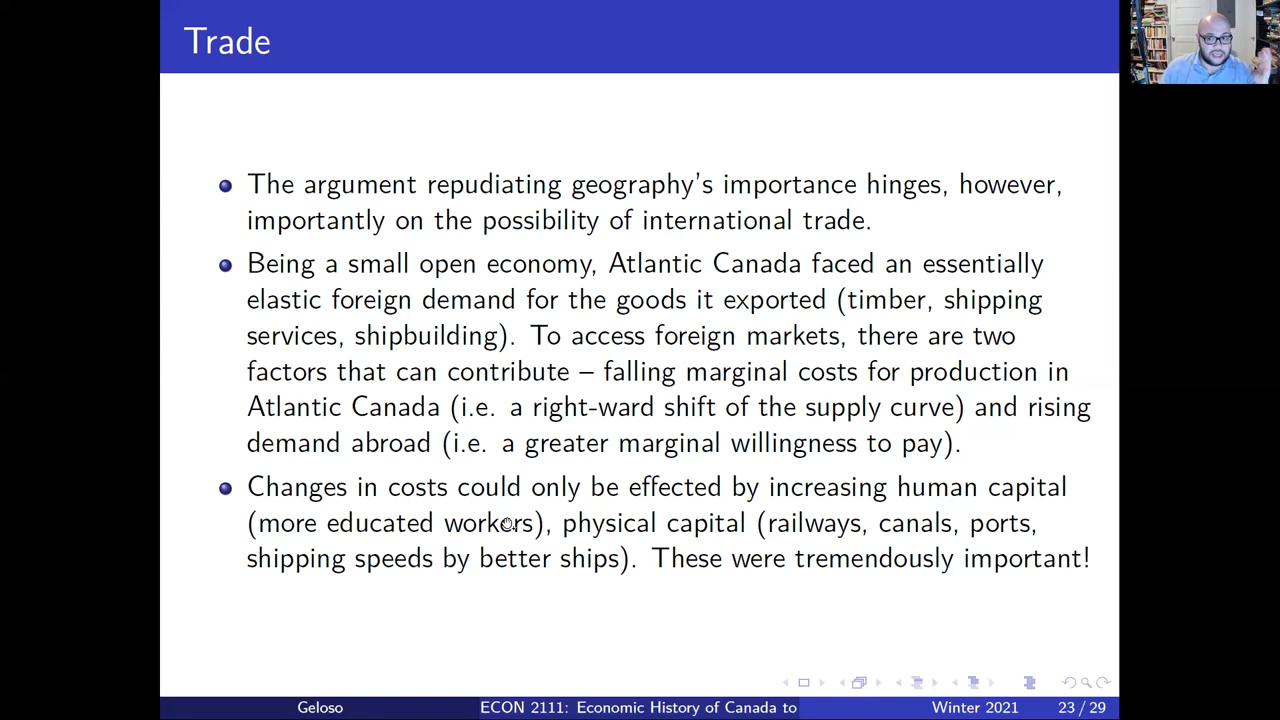 Trade
The argument repudiating geography's importance hinges, however,
importantly on the possibility of international trade.
Being a small open economy, Atlantic Canada faced an essentially
elastic foreign demand for the goods it exported (timber, shipping
services, shipbuilding). To access foreign markets, there are two
factors that can contribute – falling marginal costs for production in
Atlantic Canada (i.e. a right-ward shift of the supply curve) and rising
demand abroad (i.e. a greater marginal willingness to pay).
Changes in costs could only be effected by increasing human capital
(more educated workers), physical capital (railways, canals, ports,
shipping speeds by better ships). These were tremendously important!
Geloso ECON 2111: Economic History of Canada to Winter 2021 23 / 29